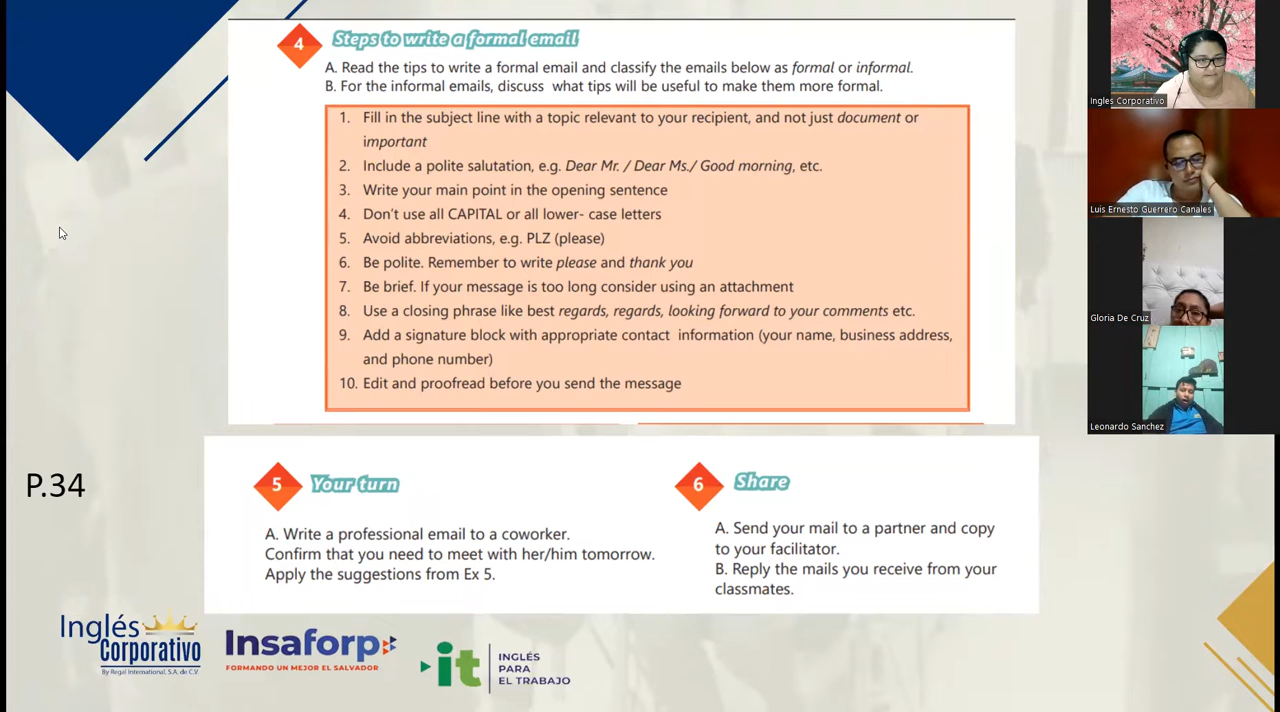 4
Steps to write a formal email
A. Read the tips to write a formal email and classify the emails below as formal or informal.
B. For the informal emails, discuss what tips will be useful to make them more formal.
1. Fill in the subject line with a topic relevant to your recipient, and not just document or
important
2. Include a polite salutation, e.g. Dear Mr. / Dear Ms./ Good morning, etc.
3. Write your main point in the opening sentence
4. Don't use all CAPITAL or all lower- case letters
5. Avoid abbreviations, e.g. PLZ (please)
6. Be polite. Remember to write please and thank you
7. Be brief. If your message is too long consider using an attachment
8. Use a closing phrase like best regards, regards, looking forward to your comments etc.
9. Add a signature block with appropriate contact information (your name, business address,
and phone number)
10. Edit and proofread before you send the message
P.34
5
Your turn
A. Write a professional email to a coworker.
Confirm that you need to meet with her/him tomorrow.
Apply the suggestions from Ex 5.
6
Share
A. Send your mail to a partner and copy
to your facilitator.
B. Reply the mails you receive from your
classmates.
Inglés
Corporativo
By Regal International, S.A. de C.V.
Insaforp
FORMANDO UN MEJOR EL SALVADOR
it
INGLÉS
PARA
EL TRABAJO
Ingles Corporativo
Luis Ernesto Guerrero Canales
Gloria De Cruz
Leonardo Sanchez